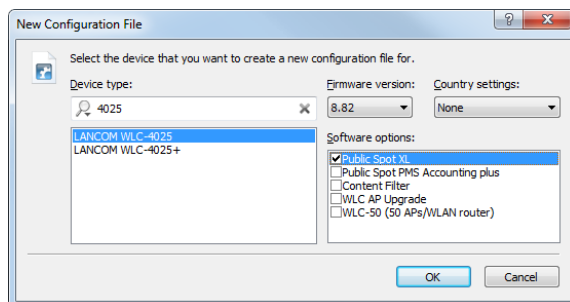 New Configuration File
Select the device that you want to create a new configuration file for.
Device type:
4025
LANCOM WLC-4025
LANCOM WLC-4025+
Firmware version:
8.82
Country settings:
None
Software options:
Public Spot XL
Public Spot PMS Accounting plus
Content Filter
WLC AP Upgrade
WLC-50 (50 APs/WLAN router)
OK
Cancel